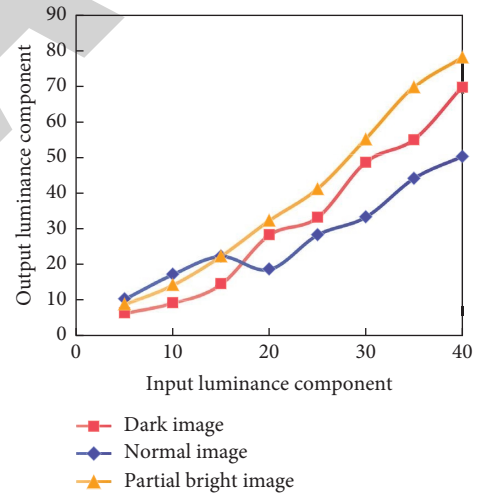 90
80
70
60
50
40
30
20
10
0
Output luminance component
0 10 20 30 40
Input luminance component
Dark image
Normal image
Partial bright image